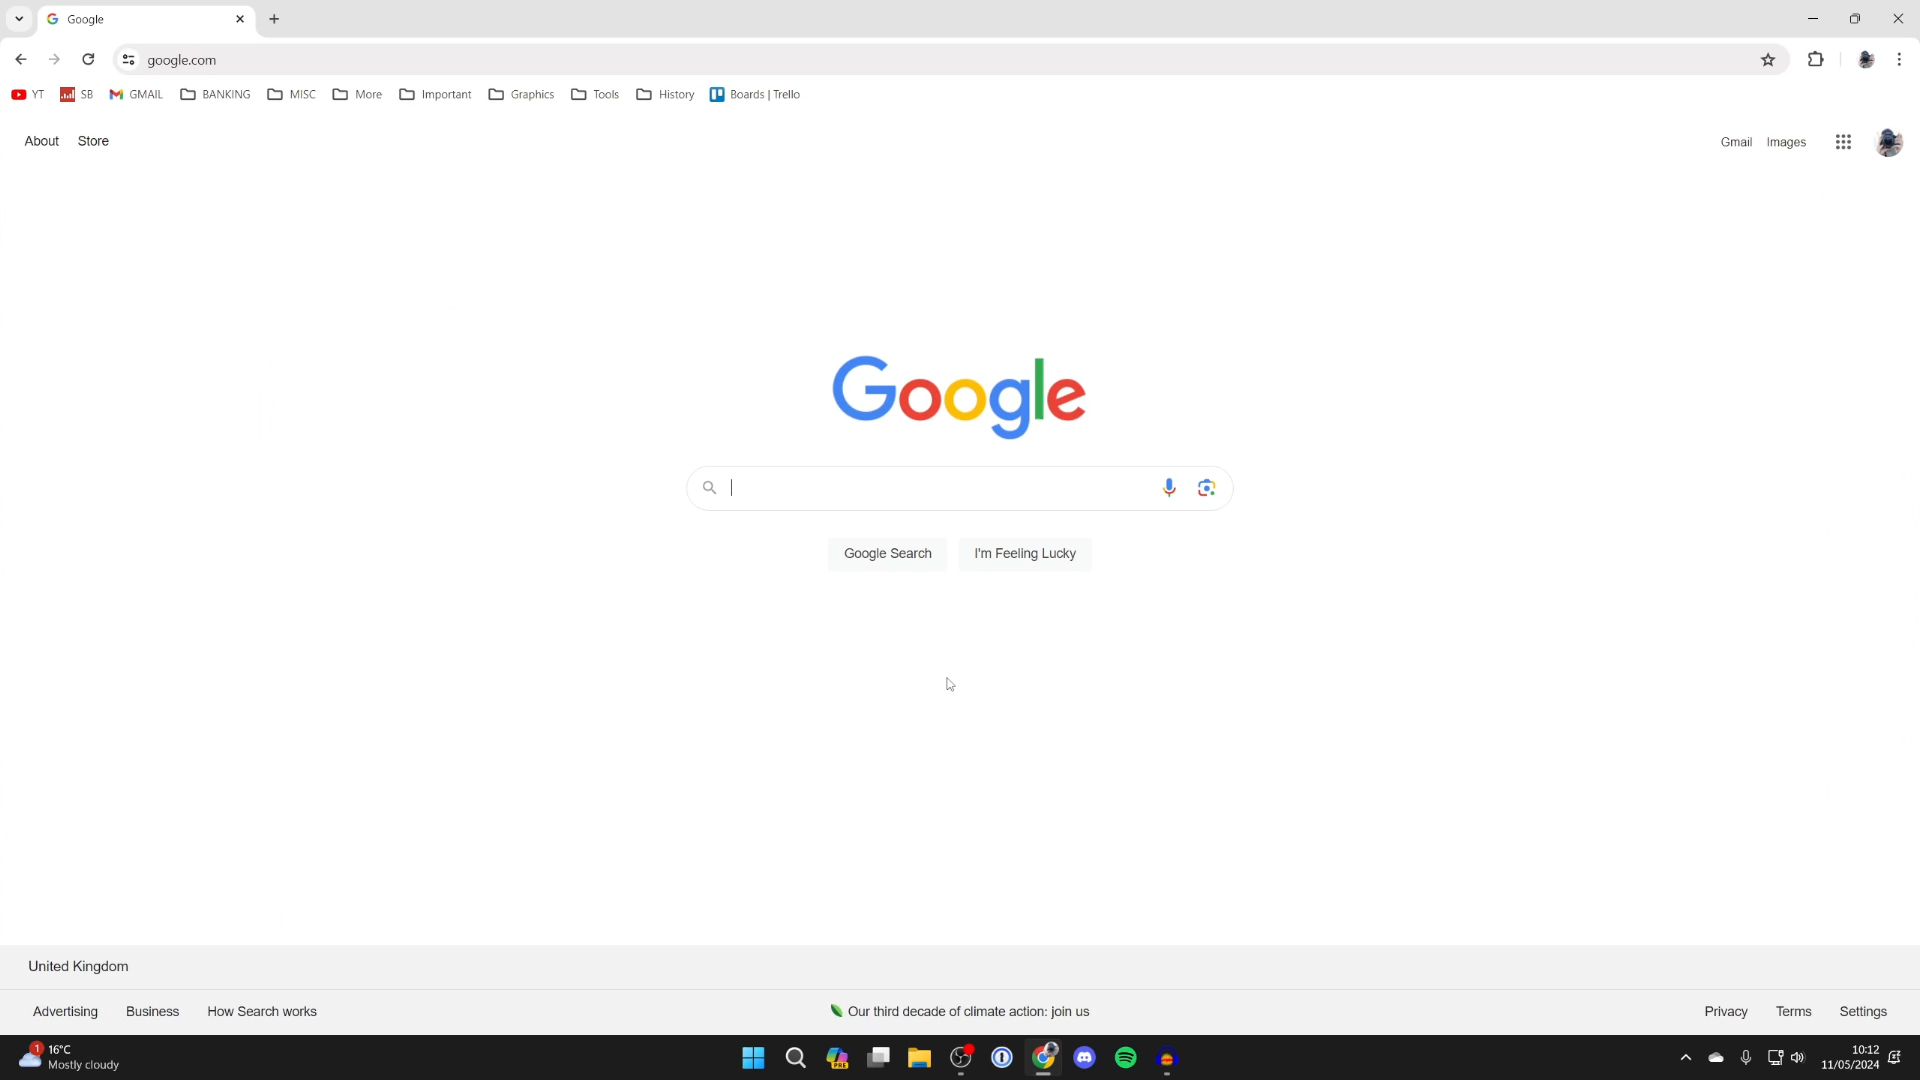 Google
google.com
YT SB GMAIL BANKING MISC More Important Graphics Tools History Boards | Trello
About Store Gmail Images
Google
Google Search I'm Feeling Lucky
United Kingdom
Advertising Business How Search works Our third decade of climate action: join us Privacy Terms Settings
1 16°C PRE 10:12
Mostly cloudy 11/05/2024